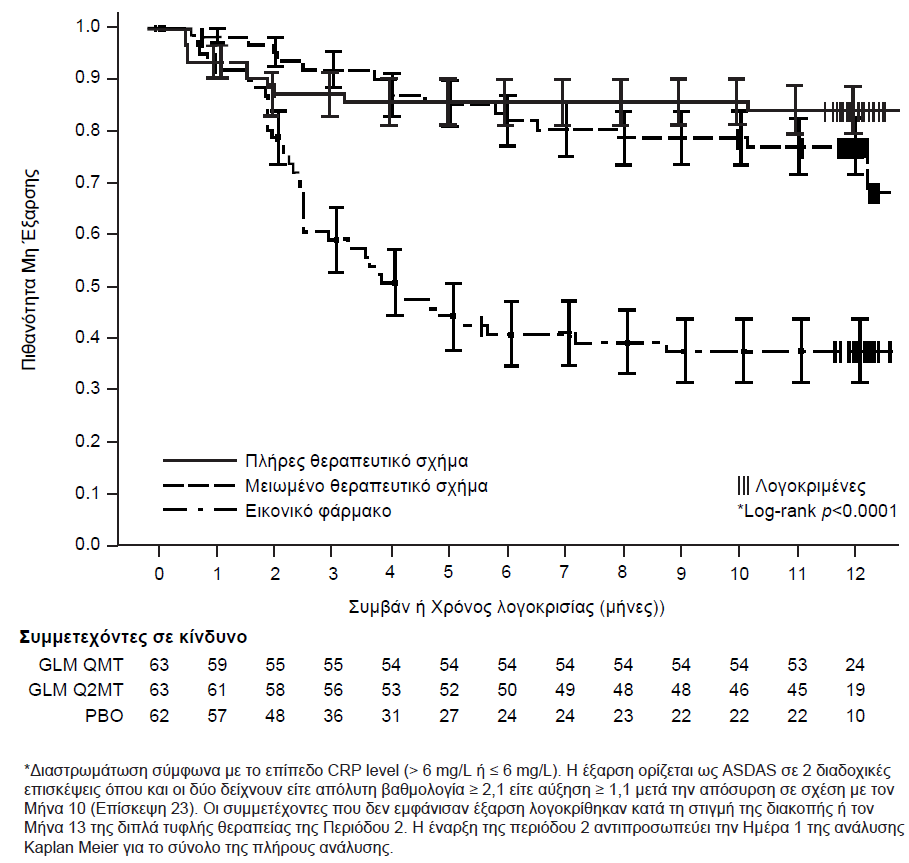 1.0
0.9
0.8
0.7
0.6
0.5
0.4
0.3
0.2
0.1
0.0
Πιθανότητα Μη Έξαρσης
Πλήρες θεραπευτικό σχήμα
Μειωμένο θεραπευτικό σχήμα
Εικονικό φάρμακο
Λογοκριμένες
*Log-rank p<0.0001
0 1 2 3 4 5 6 7 8 9 10 11 12
Συμβάν ή Χρόνος λογοκρισίας (μήνες))
Συμμετεχόντες σε κίνδυνο
GLM QMT 63 59 55 55 54 54 54 54 54 54 54 53 24
GLM Q2MT 63 61 58 56 53 52 50 49 48 48 46 45 19
PBO 62 57 48 36 31 27 24 24 23 22 22 22 10
*Διαστρωμάτωση σύμφωνα με το επίπεδο CRP level (> 6 mg/L ή ≤ 6 mg/L). Η έξαρση ορίζεται ως ASDAS σε 2 διαδοχικές
επισκέψεις όπου και οι δύο δείχνουν είτε απόλυτη βαθμολογία ≥ 2,1 είτε αύξηση ≥ 1,1 μετά την απόσυρση σε σχέση με τον
Μήνα 10 (Επίσκεψη 23). Οι συμμετέχοντες που δεν εμφάνισαν έξαρση λογοκρίθηκαν κατά τη στιγμή της διακοπής ή τον
Μήνα 13 της διπλά τυφλής θεραπείας της Περιόδου 2. Η έναρξη της περιόδου 2 αντιπροσωπεύει την Ημέρα 1 της ανάλυσης
Kaplan Meier για το σύνολο της πλήρους ανάλυσης.